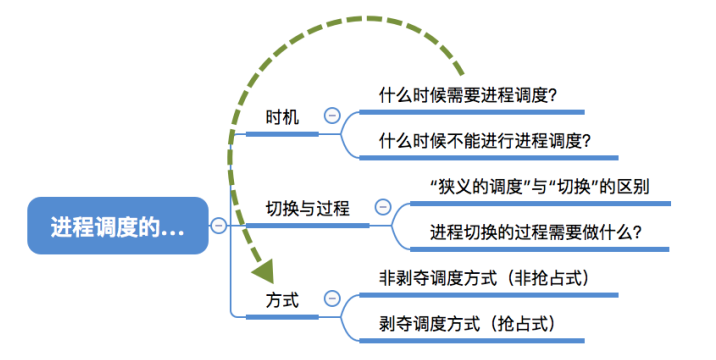 进程调度的...
时机
什么时候需要进程调度？
什么时候不能进行进程调度？
切换与过程
“狭义的调度”与“切换”的区别
进程切换的过程需要做什么？
方式
非剥夺调度方式（非抢占式）
剥夺调度方式（抢占式）